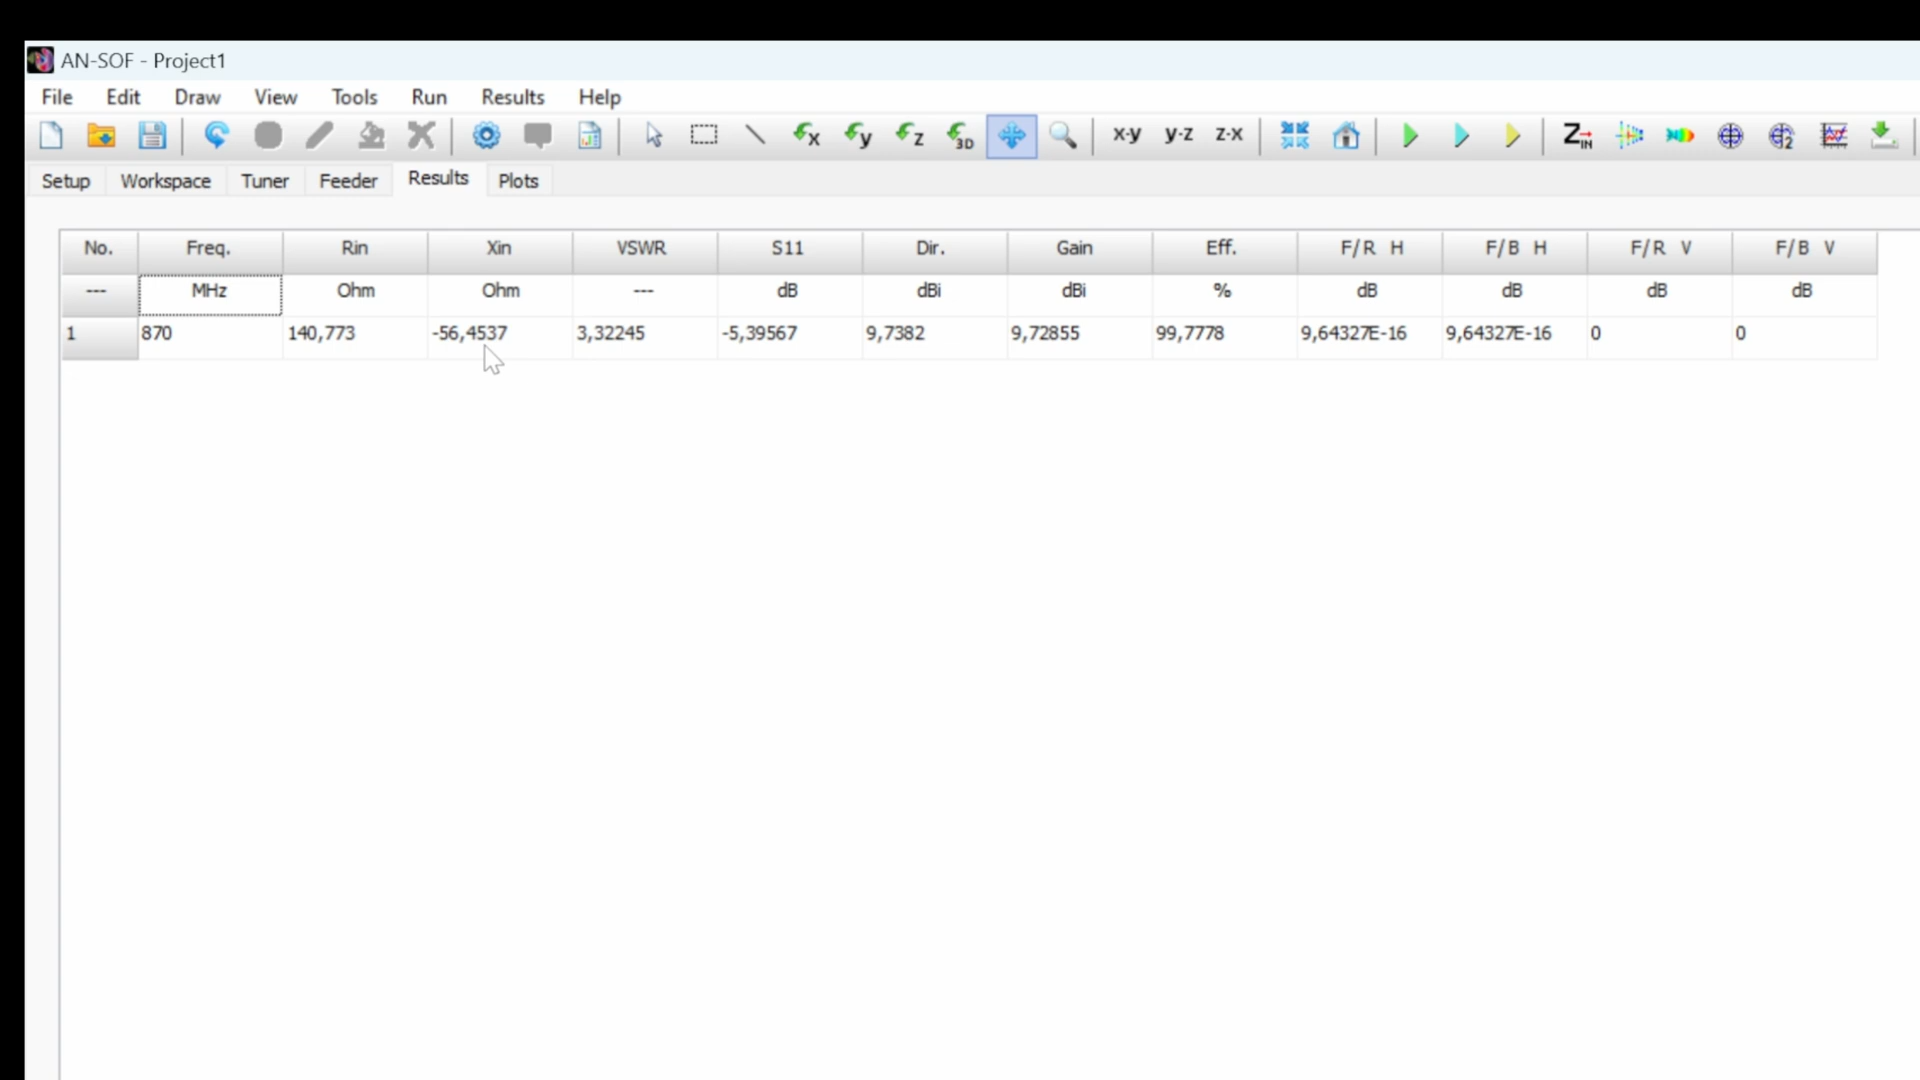 AN-SOF - Project1
File Edit Draw View Tools Run Results Help
x y z 3D x-y y-z z-x ZIN 2
Setup Workspace Tuner Feeder Results Plots
No. Freq. Rin Xin VSWR S11 Dir. Gain Eff. F/R H F/B H F/R V F/B V
--- MHz Ohm Ohm --- dB dBi dBi % dB dB dB dB
1 870 140,773 -56,4537 3,32245 -5,39567 9,7382 9,72855 99,7778 9,64327E-16 9,64327E-16 0 0